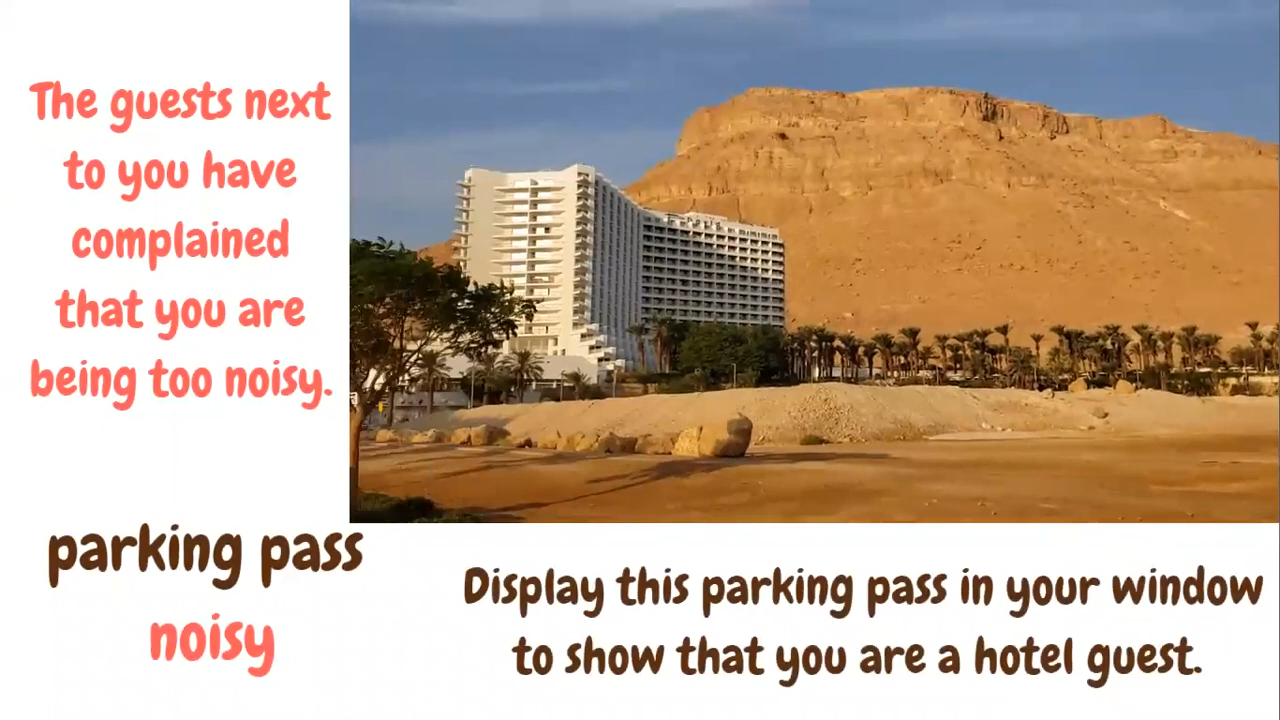 The guests next
to you have
complained
that you are
being too noisy.
parking pass
noisy
Display this parking pass in your window
to show that you are a hotel guest.